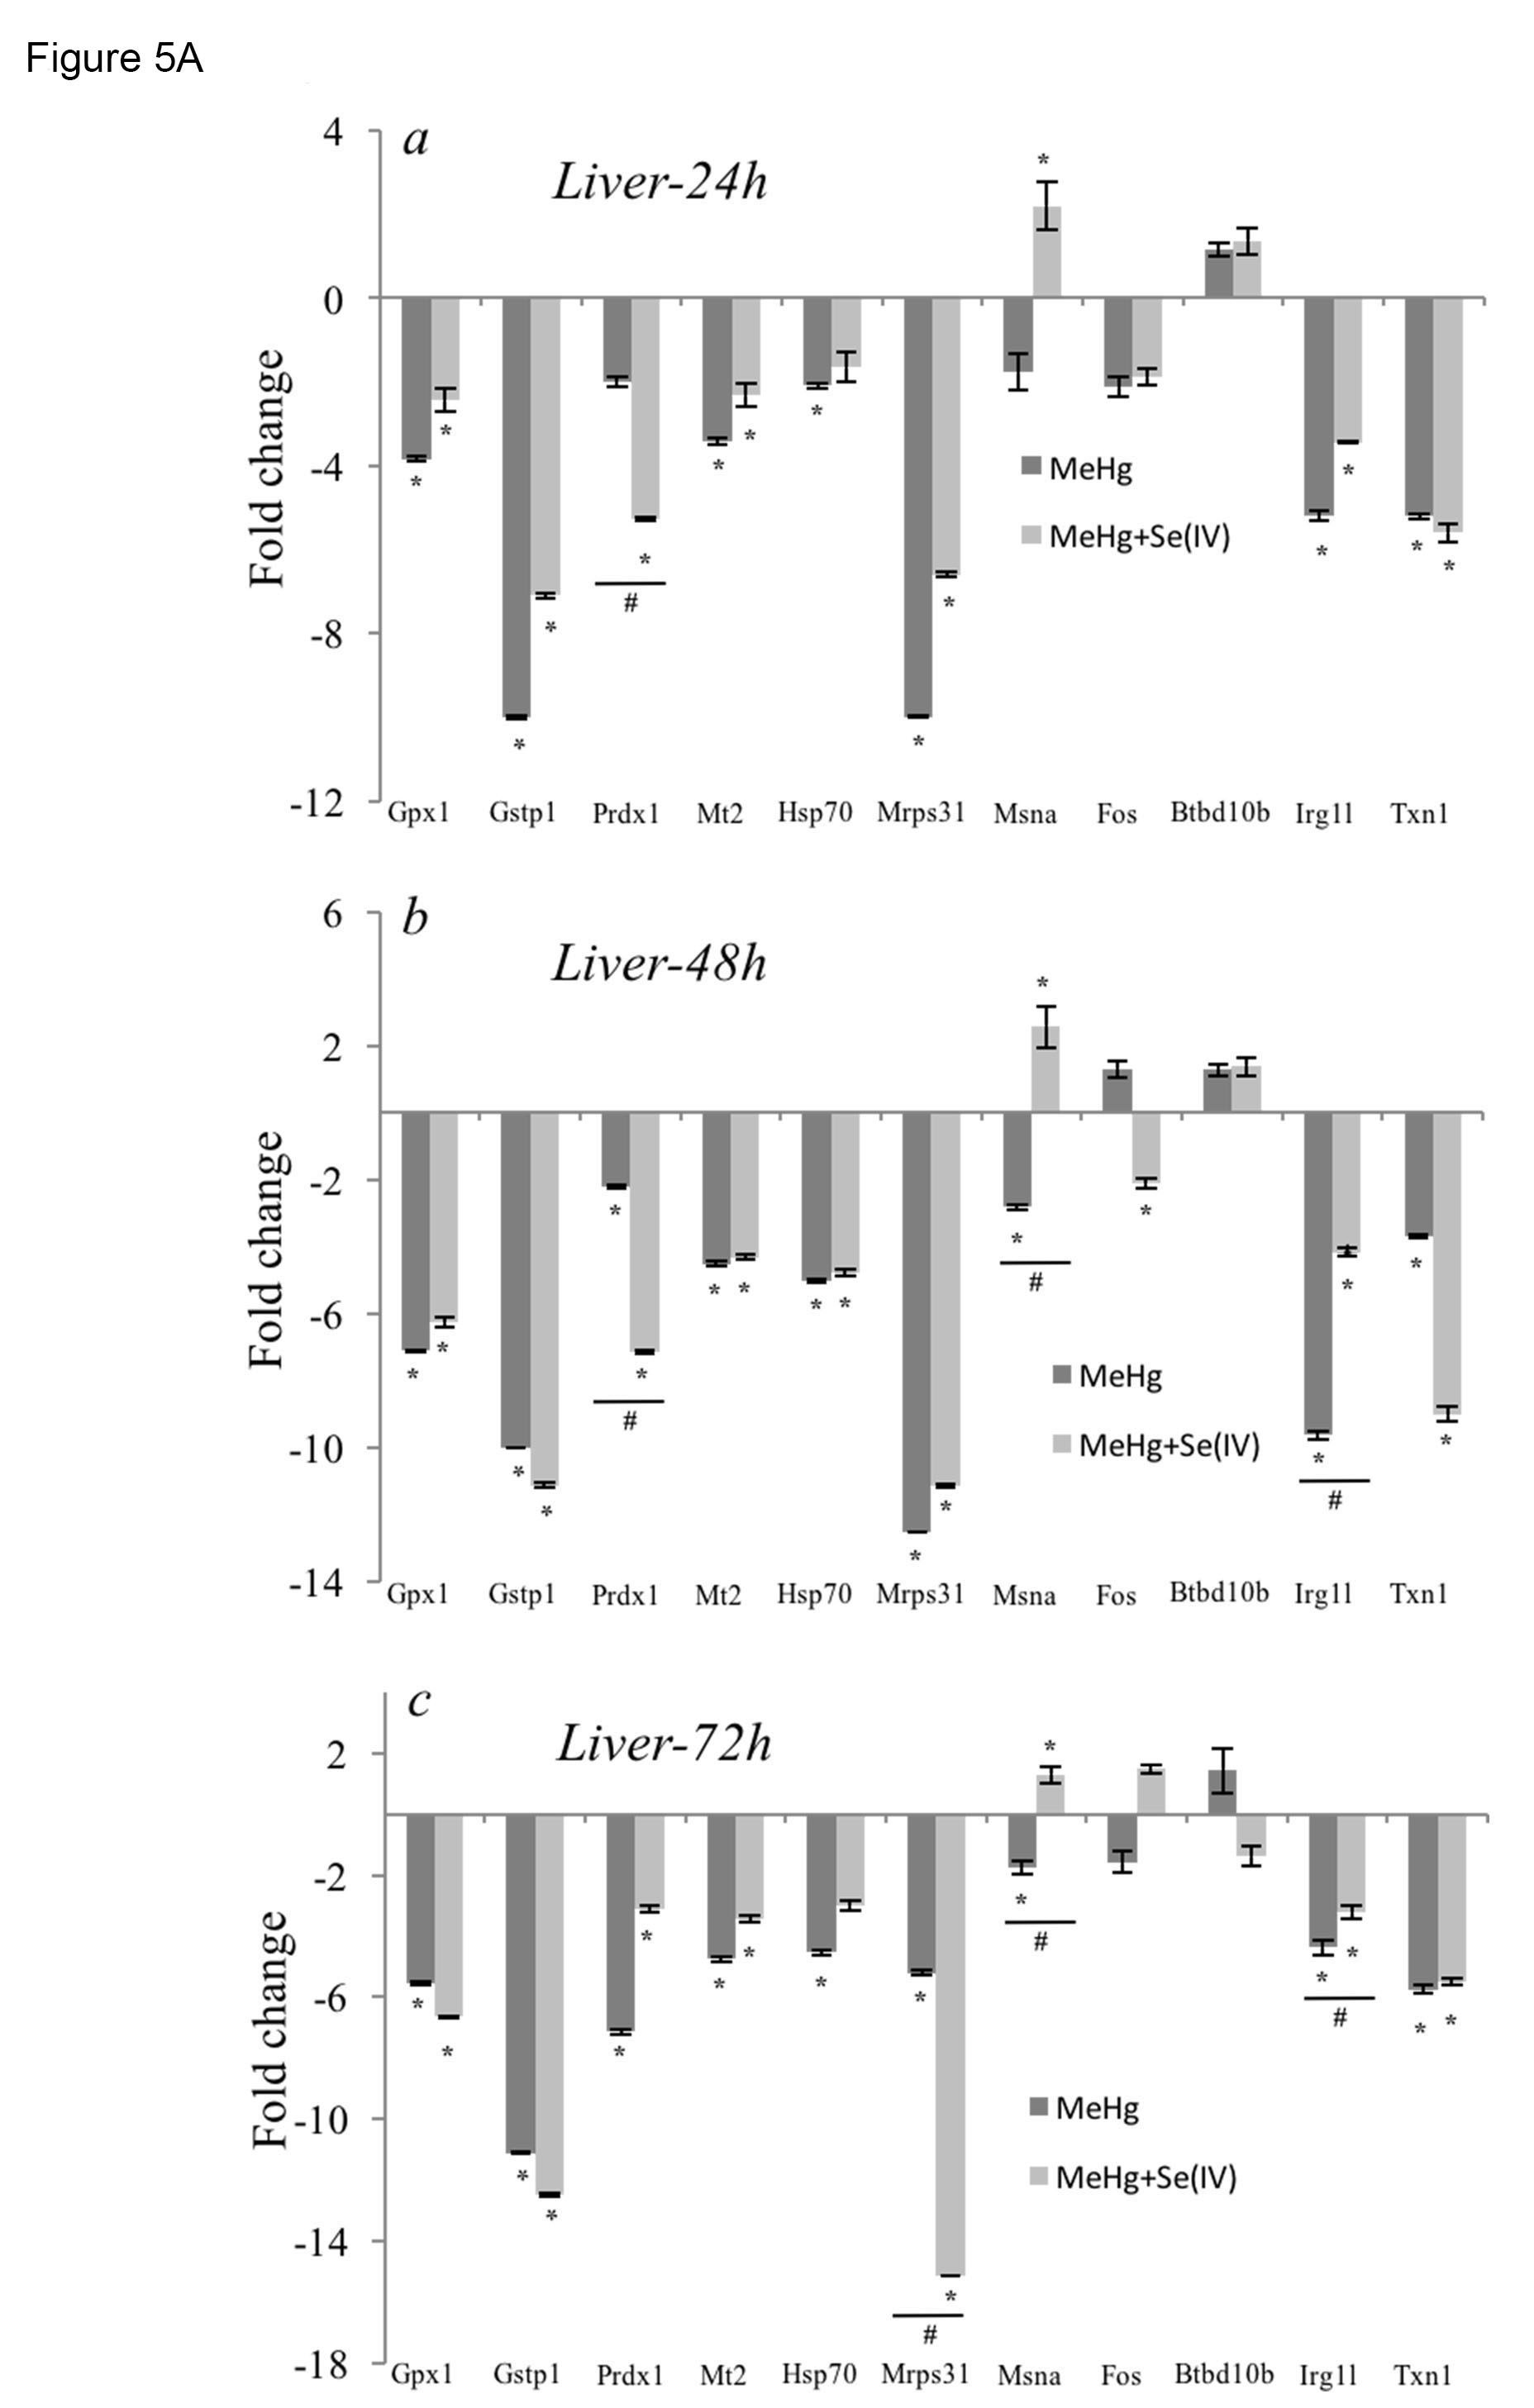 Figure 5A
a
Liver-24h
4
0
-4
-8
-12
Fold change
*
* * * * * * * * * * * * * *
#
MeHg
MeHg+Se(IV)
Gpx1 Gstp1 Prdx1 Mt2 Hsp70 Mrps31 Msna Fos Btbd10b Irg1l Txn1
b
Liver-48h
6
2
-2
-6
-10
-14
Fold change
*
* * * * * * * * * * * * * * * * * *
# # #
MeHg
MeHg+Se(IV)
Gpx1 Gstp1 Prdx1 Mt2 Hsp70 Mrps31 Msna Fos Btbd10b Irg1l Txn1
c
Liver-72h
2
-2
-6
-10
-14
-18
Fold change
*
* * * * * * * * * * * * * * * *
# # #
MeHg
MeHg+Se(IV)
Gpx1 Gstp1 Prdx1 Mt2 Hsp70 Mrps31 Msna Fos Btbd10b Irg1l Txn1